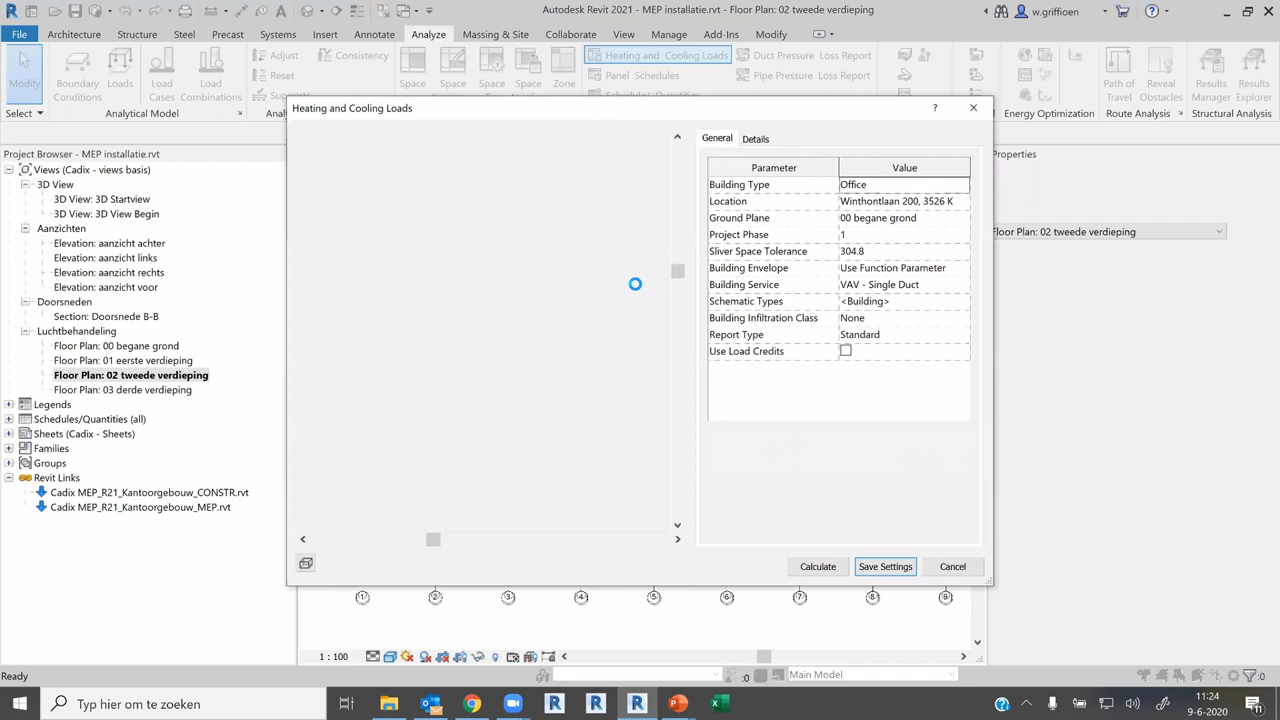 Autodesk Revit 2021 - MEP installatie.rvt - Floor Plan: 02 tweede verdieping
w.griffioen
File Architecture Structure Steel Precast Systems Insert Annotate Analyze Massing & Site Collaborate View Manage Add-Ins Modify
Adjust Consistency Heating and Cooling Loads Duct Pressure Loss Report
Reset Panel Schedules Pipe Pressure Loss Report
Modify Boundary Conditions Loads Load Cases Load Combinations Space Space Space Space Zone Path of Travel Reveal Obstacles Results Manager Results Explorer
Select Analytical Model Energy Optimization Route Analysis Structural Analysis
Heating and Cooling Loads
Project Browser - MEP installatie.rvt
Properties
Views (Cadix - views basis)
3D View
3D View: 3D Startview
3D View: 3D View Begin
Aanzichten
Elevation: aanzicht achter
Elevation: aanzicht links
Elevation: aanzicht rechts
Elevation: aanzicht voor
Doorsneden
Section: Doorsnede B-B
Luchtbehandeling
Floor Plan: 00 begane grond
Floor Plan: 01 eerste verdieping
Floor Plan: 02 tweede verdieping
Floor Plan: 03 derde verdieping
Legends
Schedules/Quantities (all)
Sheets (Cadix - Sheets)
Families
Groups
Revit Links
Cadix MEP_R21_Kantoorgebouw_CONSTR.rvt
Cadix MEP_R21_Kantoorgebouw_MEP.rvt
General Details
Parameter Value
Building Type Office
Location Winthontlaan 200, 3526 K
Ground Plane 00 begane grond
Project Phase 1
Sliver Space Tolerance 304.8
Building Envelope Use Function Parameter
Building Service VAV - Single Duct
Schematic Types <Building>
Building Infiltration Class None
Report Type Standard
Use Load Credits
Calculate Save Settings Cancel
Floor Plan: 02 tweede verdieping
1 2 3 4 5 6 7 8 9
1 : 100
Ready
:0 Main Model :0
Typ hier om te zoeken
11:24
9-6-2020
11